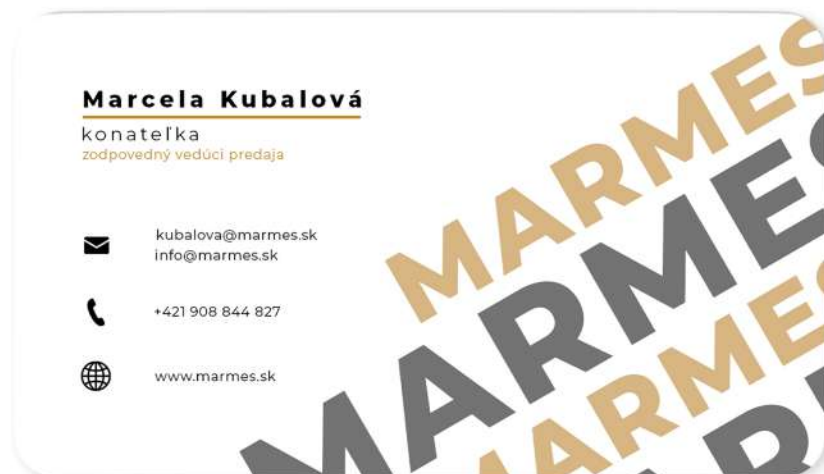 Marcela Kubalová
konateľka
zodpovedný vedúci predaja
kubalova@marmes.sk
info@marmes.sk
+421 908 844 827
www.marmes.sk
MARMES
MARMES
MARMES